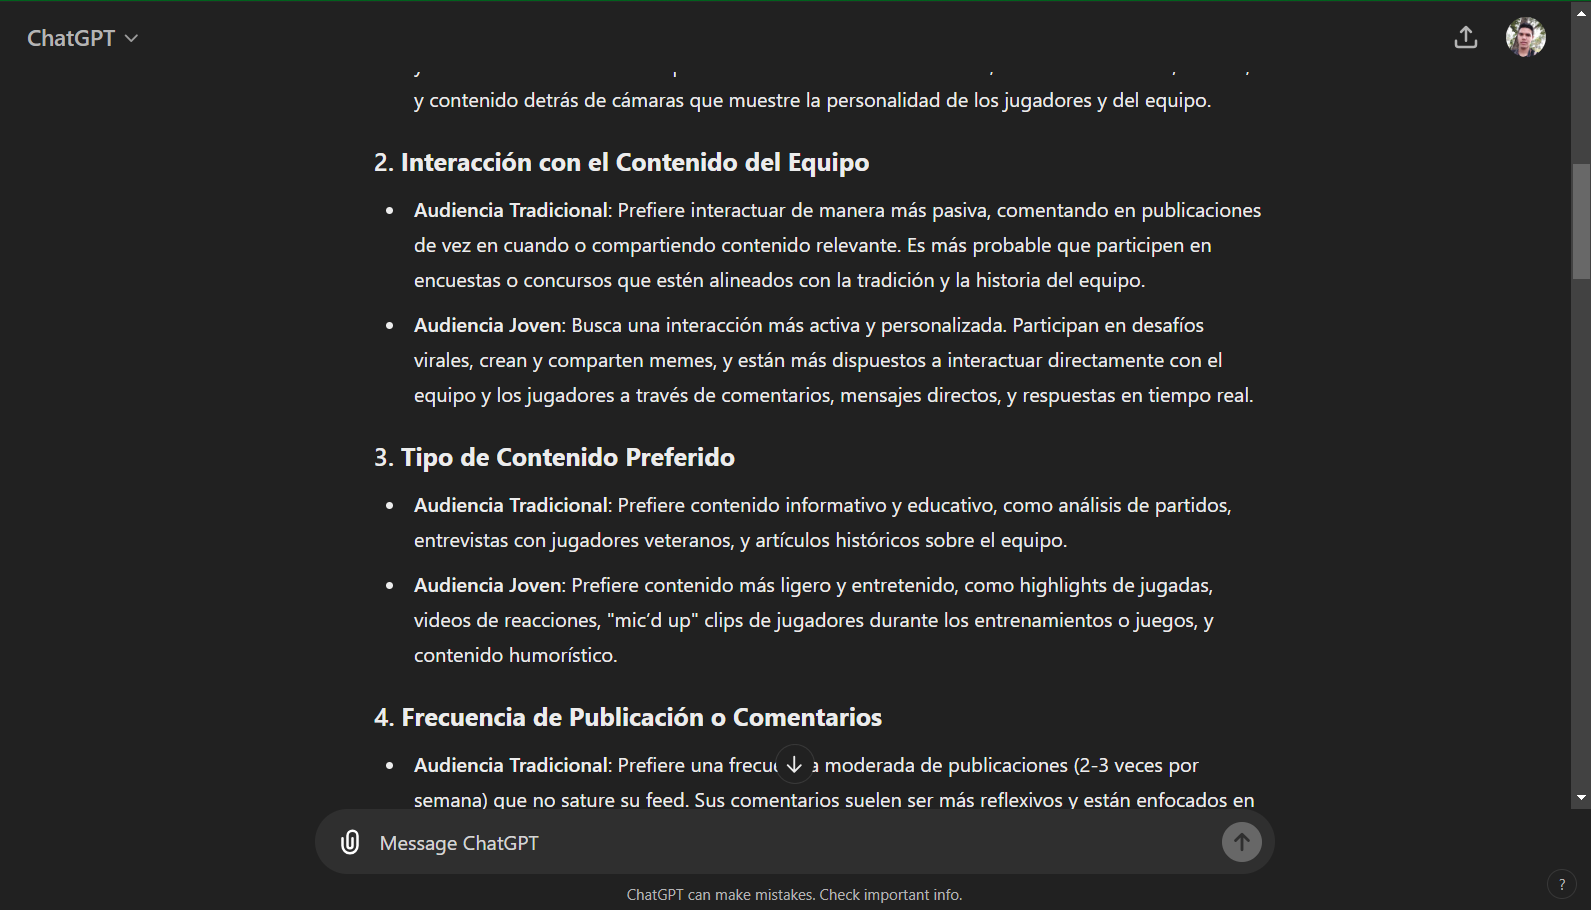 ChatGPT
y contenido detrás de cámaras que muestre la personalidad de los jugadores y del equipo.
2. Interacción con el Contenido del Equipo
• Audiencia Tradicional: Prefiere interactuar de manera más pasiva, comentando en publicaciones
de vez en cuando o compartiendo contenido relevante. Es más probable que participen en
encuestas o concursos que estén alineados con la tradición y la historia del equipo.
• Audiencia Joven: Busca una interacción más activa y personalizada. Participan en desafíos
virales, crean y comparten memes, y están más dispuestos a interactuar directamente con el
equipo y los jugadores a través de comentarios, mensajes directos, y respuestas en tiempo real.
3. Tipo de Contenido Preferido
• Audiencia Tradicional: Prefiere contenido informativo y educativo, como análisis de partidos,
entrevistas con jugadores veteranos, y artículos históricos sobre el equipo.
• Audiencia Joven: Prefiere contenido más ligero y entretenido, como highlights de jugadas,
videos de reacciones, "mic’d up" clips de jugadores durante los entrenamientos o juegos, y
contenido humorístico.
4. Frecuencia de Publicación o Comentarios
• Audiencia Tradicional: Prefiere una moderada de publicaciones (2-3 veces por
semana) que no sature su feed. Sus comentarios suelen ser más reflexivos y están enfocados en
Message ChatGPT
ChatGPT can make mistakes. Check important info.
?